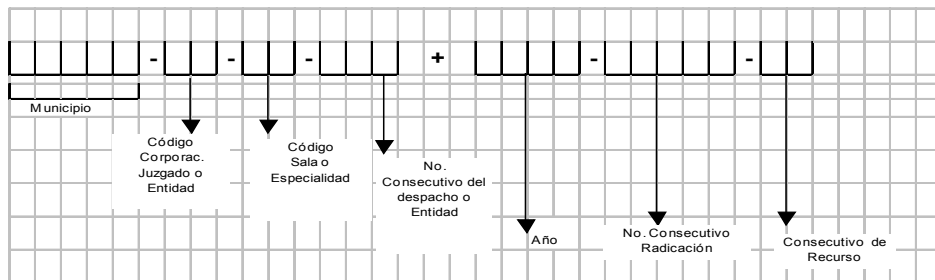 - - - + - -
Municipio
Código
Corporac.
Juzgado o
Entidad
Código
Sala o
Especialidad
No.
Consecutivo del
despacho o
Entidad
Año
No. Consecutivo
Radicación
Consecutivo de
Recurso